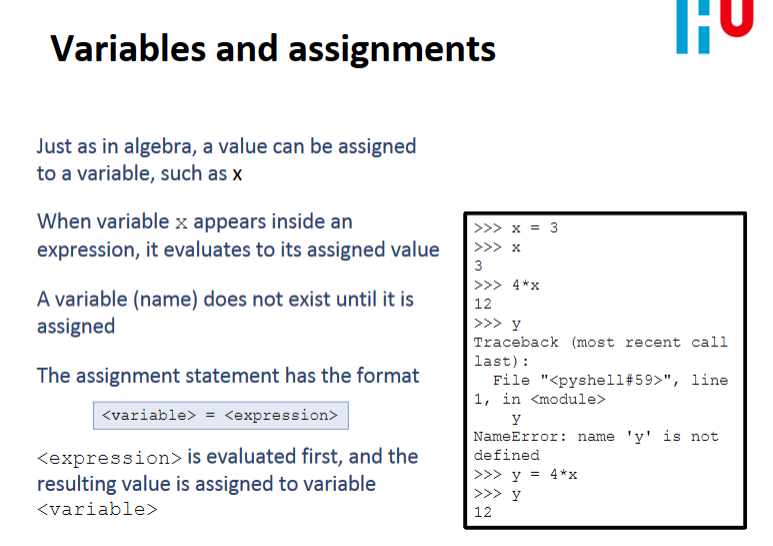 HU
Variables and assignments
Just as in algebra, a value can be assigned
to a variable, such as x
When variable x appears inside an
expression, it evaluates to its assigned value
A variable (name) does not exist until it is
assigned
The assignment statement has the format
<variable> = <expression>
<expression> is evaluated first, and the
resulting value is assigned to variable
<variable>
>>> x = 3
>>> x
3
>>> 4*x
12
>>> y
Traceback (most recent call
last):
  File "<pyshell#59>", line
1, in <module>
    y
NameError: name 'y' is not
defined
>>> y = 4*x
>>> y
12